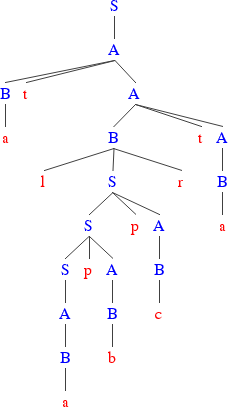 S
A
B t A
a B t A
l S r B
S p A a
S p A B
A B c
B b
a